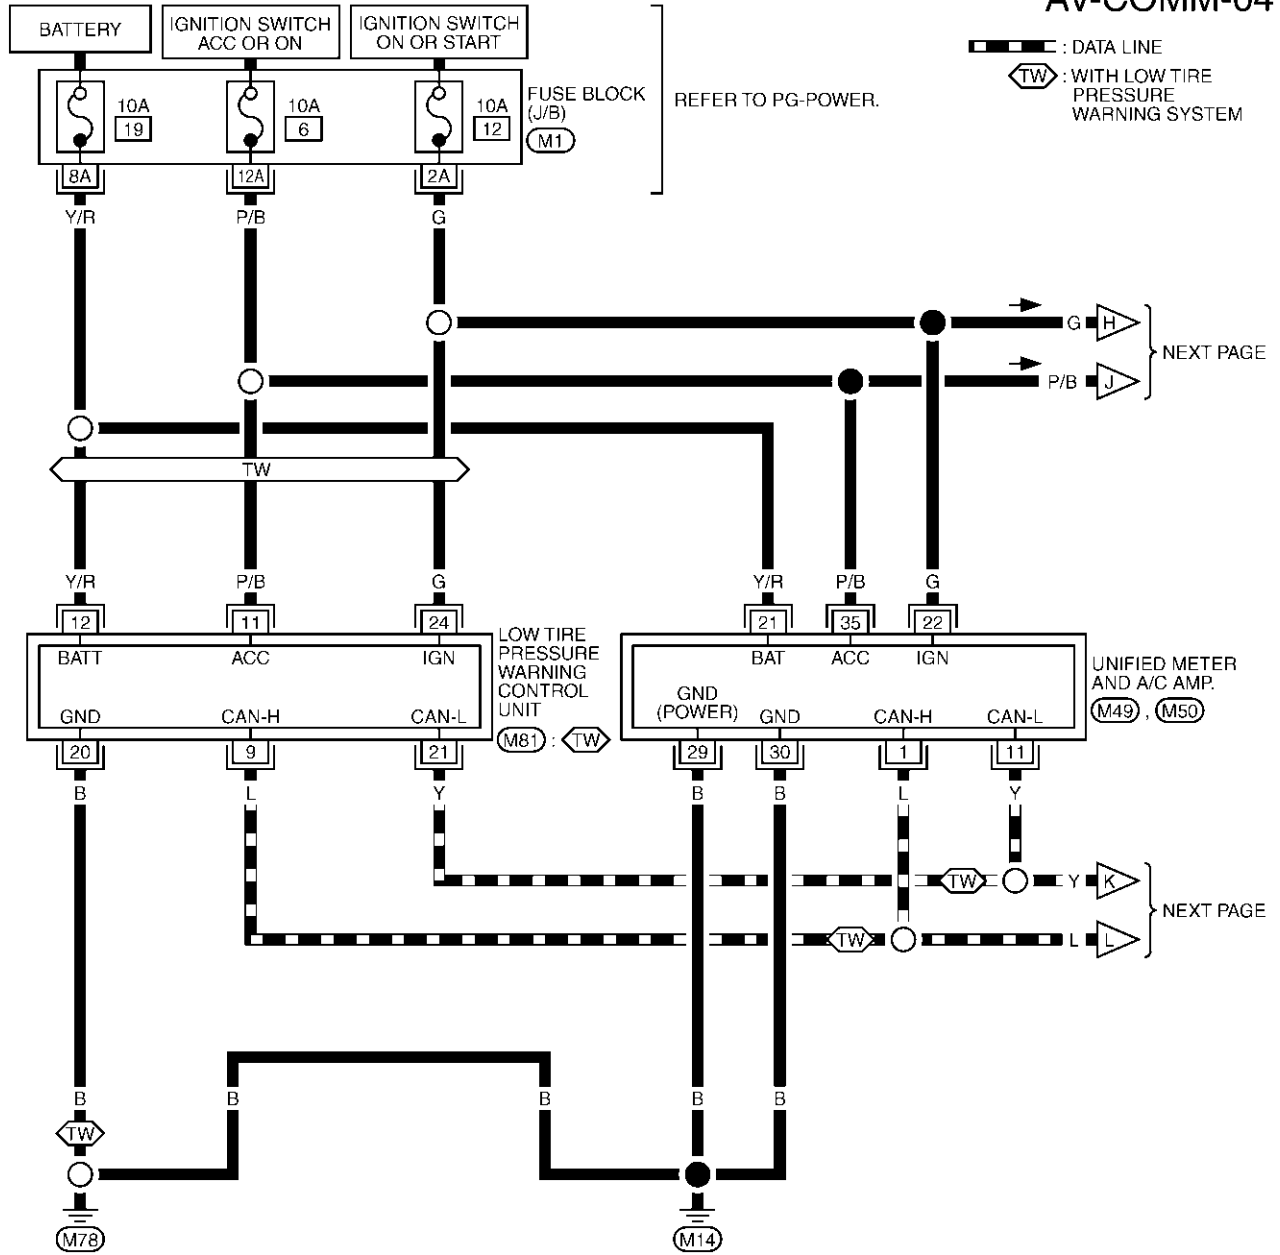 AV-COMM-04
BATTERY
IGNITION SWITCH
ACC OR ON
IGNITION SWITCH
ON OR START
: DATA LINE
TW : WITH LOW TIRE
PRESSURE
WARNING SYSTEM
10A
19
10A
6
10A
12
FUSE BLOCK
(J/B)
M1
REFER TO PG-POWER.
8A 12A 2A
Y/R P/B G
G H
NEXT PAGE
P/B J
TW
Y/R P/B G Y/R P/B G
12 11 24 21 35 22
BATT ACC IGN
GND CAN-H CAN-L
LOW TIRE
PRESSURE
WARNING
CONTROL
UNIT
M81 : TW
BAT ACC IGN
GND
(POWER) GND CAN-H CAN-L
UNIFIED METER
AND A/C AMP.
M49 , M50
20 9 21 29 30 1 11
B L Y B B L Y
TW Y K
NEXT PAGE
TW L L
B B B B B
TW
M78 M14